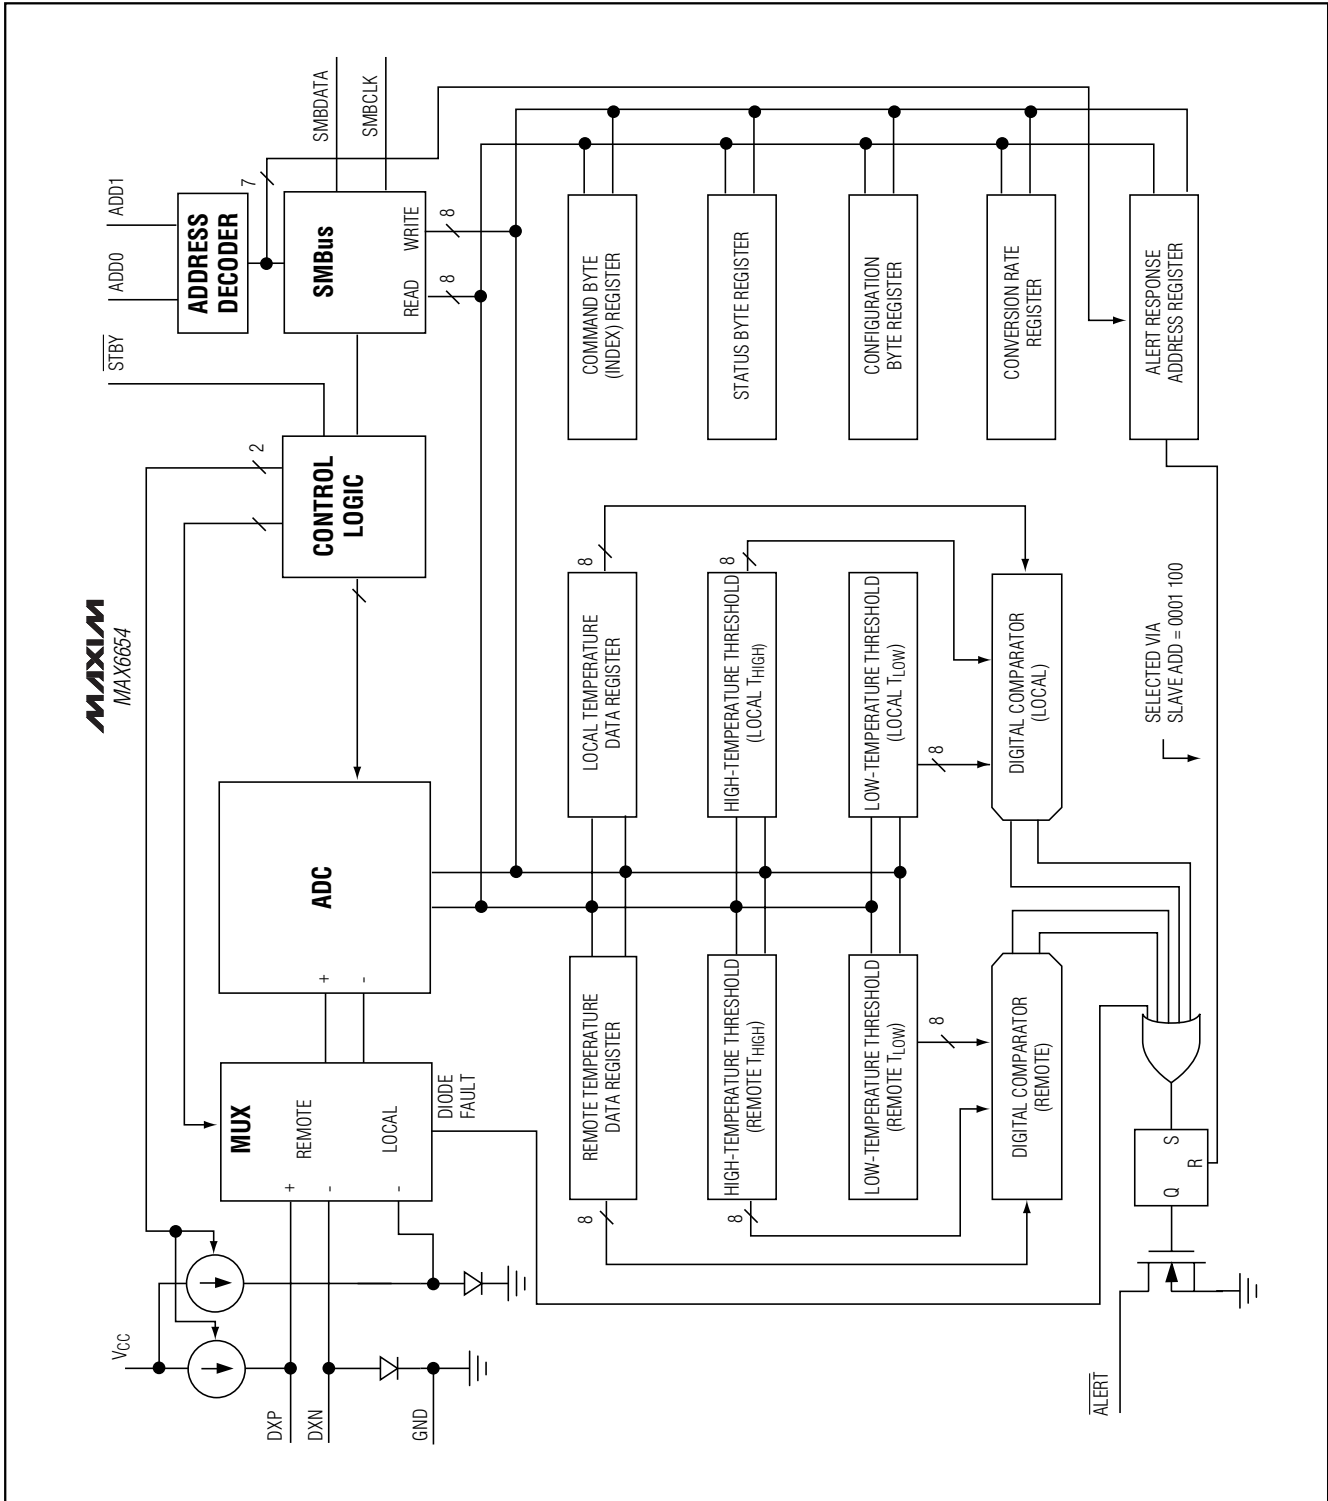 MAXIM
MAX6654
VCC
DXP
DXN
GND
+
-
-
MUX
REMOTE
LOCAL
DIODE
FAULT
+
-
ADC
2
CONTROL
LOGIC
STBY
ADD0
ADD1
ADDRESS
DECODER
7
SMBus
READ
WRITE
8
8
SMBDATA
SMBCLK
REMOTE TEMPERATURE
DATA REGISTER
8
HIGH-TEMPERATURE THRESHOLD
(REMOTE THIGH)
8
LOW-TEMPERATURE THRESHOLD
(REMOTE TLOW)
8
DIGITAL COMPARATOR
(REMOTE)
LOCAL TEMPERATURE
DATA REGISTER
8
HIGH-TEMPERATURE THRESHOLD
(LOCAL THIGH)
8
LOW-TEMPERATURE THRESHOLD
(LOCAL TLOW)
8
DIGITAL COMPARATOR
(LOCAL)
COMMAND BYTE
(INDEX) REGISTER
STATUS BYTE REGISTER
CONFIGURATION
BYTE REGISTER
CONVERSION RATE
REGISTER
ALERT RESPONSE
ADDRESS REGISTER
SELECTED VIA
SLAVE ADD = 0001 100
Q
S
R
ALERT